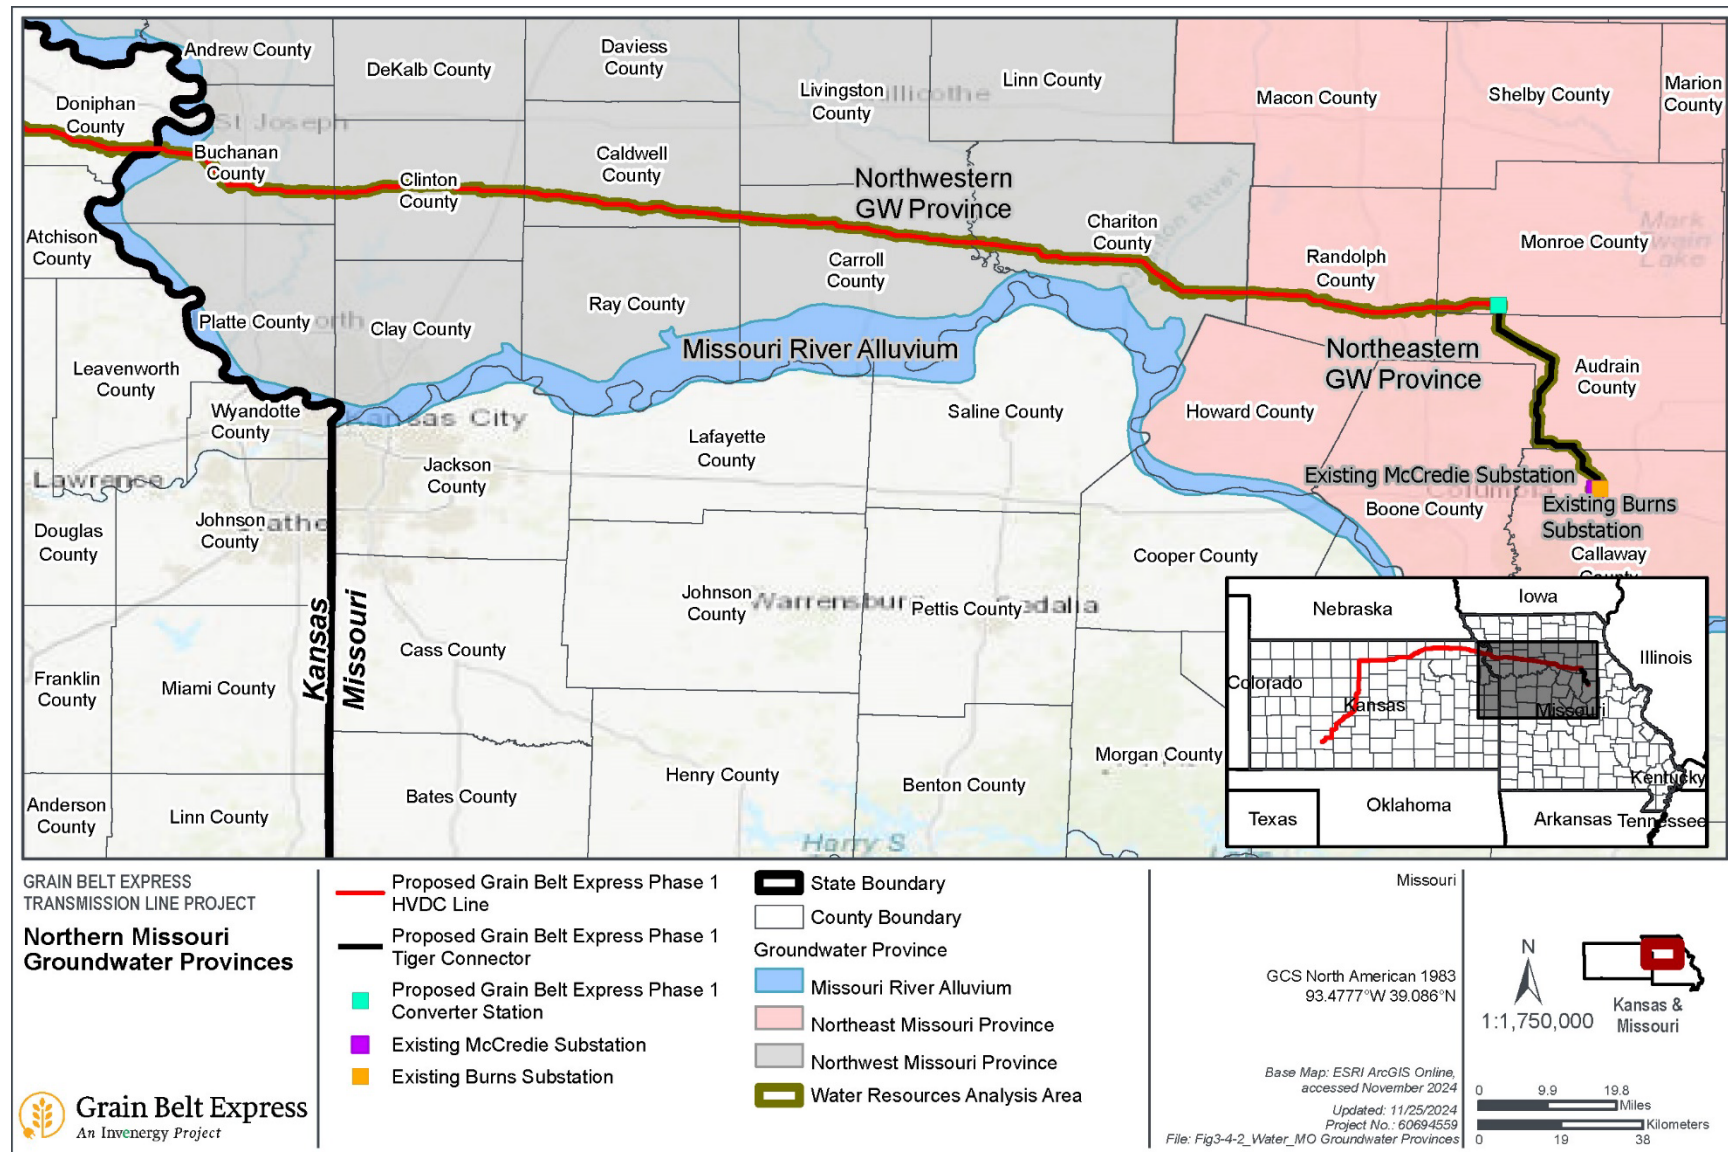 Andrew County
DeKalb County
Daviess
County
Livingston
County
Chillicothe
Linn County
Macon County
Shelby County
Marion
County
Doniphan
County
St Joseph
Buchanan
County
Clinton
County
Caldwell
County
Northwestern
GW Province
Chariton
County
Chariton River
Randolph
County
Monroe County
Mark
Twain
Lake
Atchison
County
Carroll
County
Ray County
Platte County
Clay County
Missouri River Alluvium
Northeastern
GW Province
Audrain
County
Leavenworth
County
Wyandotte
County
Kansas City
Saline County
Howard County
Lafayette
County
Lawrence
Jackson
County
Existing McCredie Substation
Columbia
Boone County
Existing Burns
Substation
Callaway
County
Douglas
County
Johnson
County
Olathe
Cooper County
Johnson
County
Warrensburg
Pettis County
Sedalia
Kansas
Missouri
Cass County
Franklin
County
Miami County
Morgan County
Henry County
Benton County
Bates County
Anderson
County
Linn County
Harry S
Nebraska
Iowa
Illinois
Colorado
Kansas
Missouri
Kentucky
Oklahoma
Texas
Arkansas
Tennessee
GRAIN BELT EXPRESS
TRANSMISSION LINE PROJECT
Northern Missouri
Groundwater Provinces
Grain Belt Express
An Invenergy Project
Proposed Grain Belt Express Phase 1
HVDC Line
Proposed Grain Belt Express Phase 1
Tiger Connector
Proposed Grain Belt Express Phase 1
Converter Station
Existing McCredie Substation
Existing Burns Substation
State Boundary
County Boundary
Groundwater Province
Missouri River Alluvium
Northeast Missouri Province
Northwest Missouri Province
Water Resources Analysis Area
Missouri
GCS North American 1983
93.4777°W 39.086°N
Base Map: ESRI ArcGIS Online,
accessed November 2024
Updated: 11/25/2024
Project No.: 60694559
File: Fig3-4-2_Water_MO Groundwater Provinces
N
1:1,750,000
Kansas &
Missouri
0 9.9 19.8
Miles
Kilometers
0 19 38